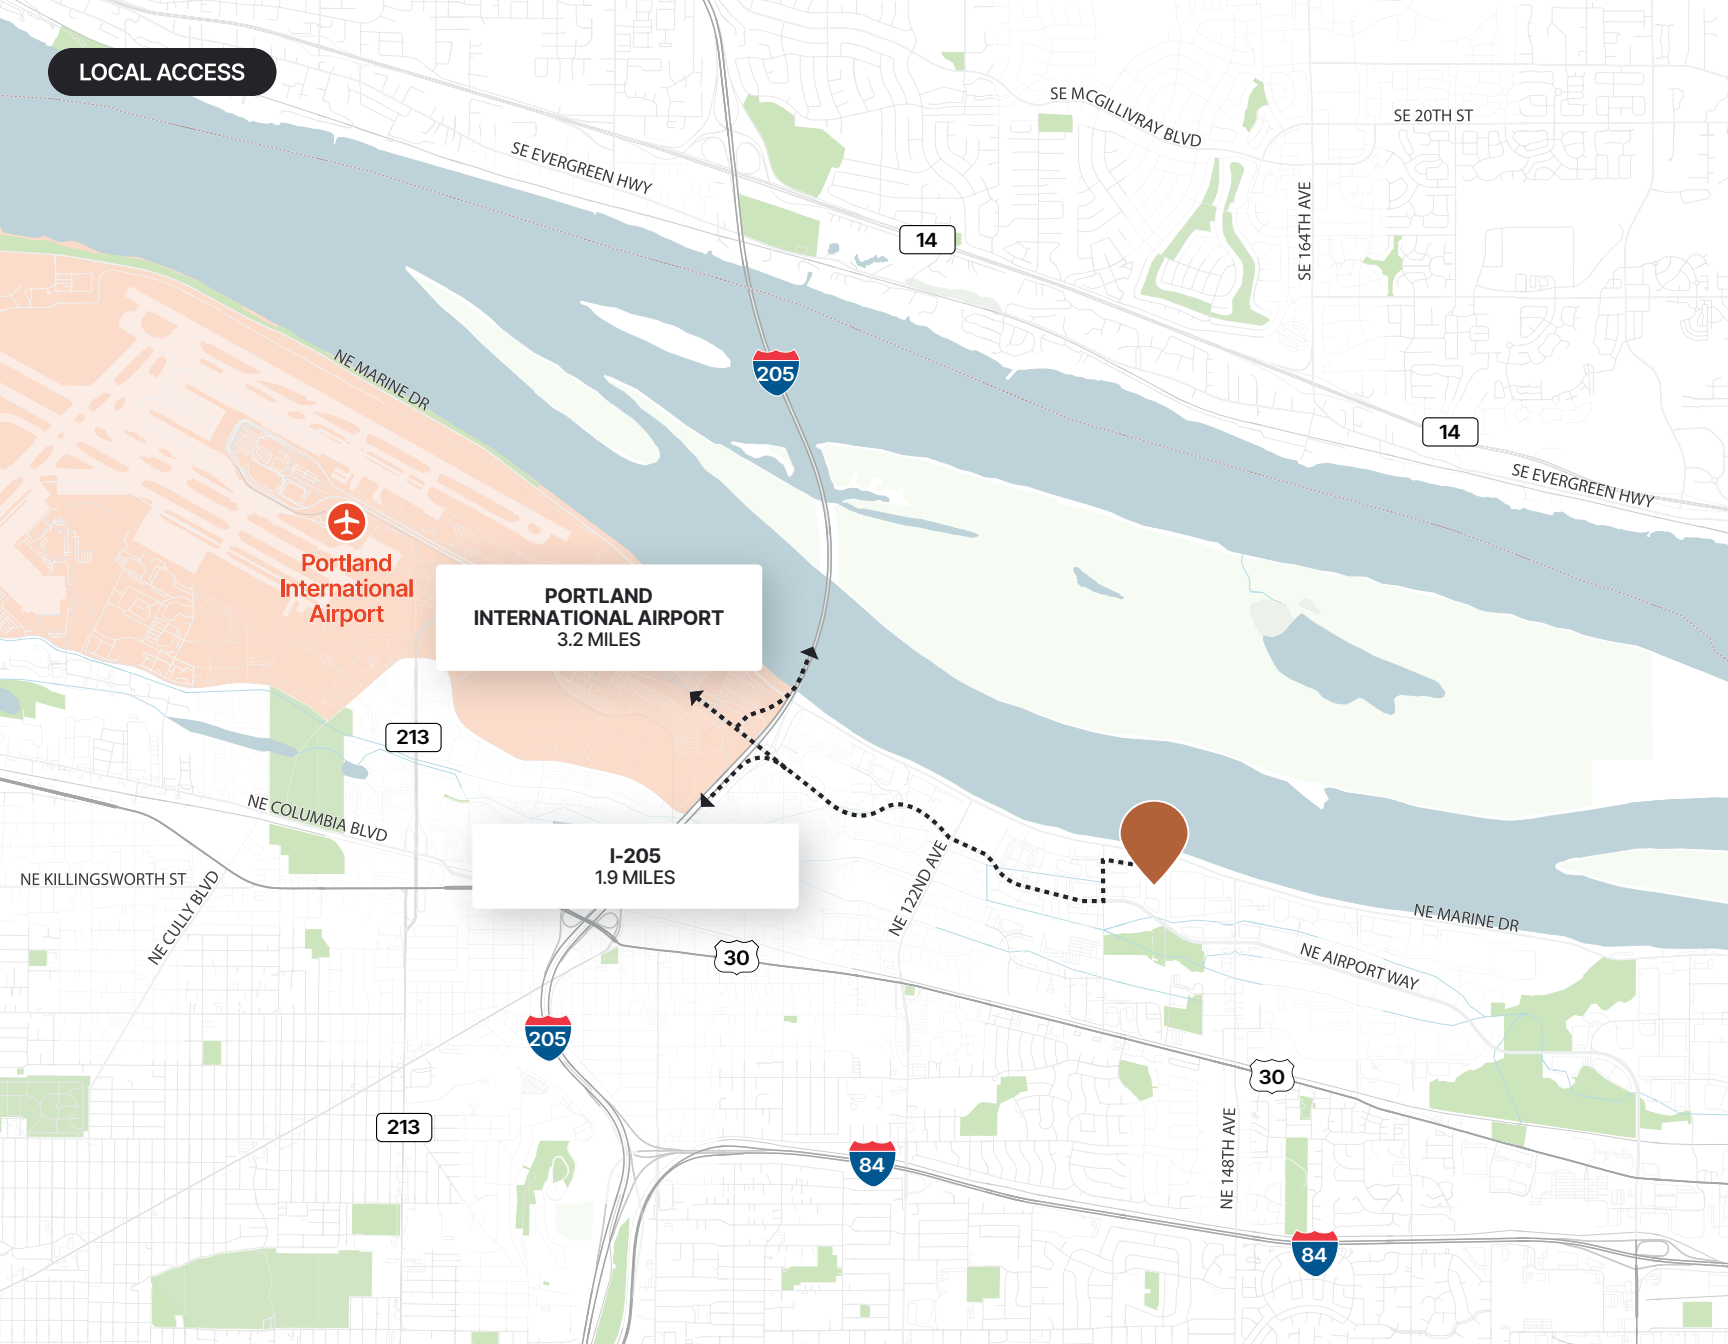 LOCAL ACCESS
SE MCGILLIVRAY BLVD
SE 20TH ST
SE EVERGREEN HWY
SE 164TH AVE
14
NE MARINE DR
205
14
SE EVERGREEN HWY
Portland
International
Airport
PORTLAND
INTERNATIONAL AIRPORT
3.2 MILES
213
NE COLUMBIA BLVD
I-205
1.9 MILES
NE KILLINGSWORTH ST
NE CULLY BLVD
NE 122ND AVE
NE MARINE DR
NE AIRPORT WAY
30
205
30
213
NE 148TH AVE
84
84